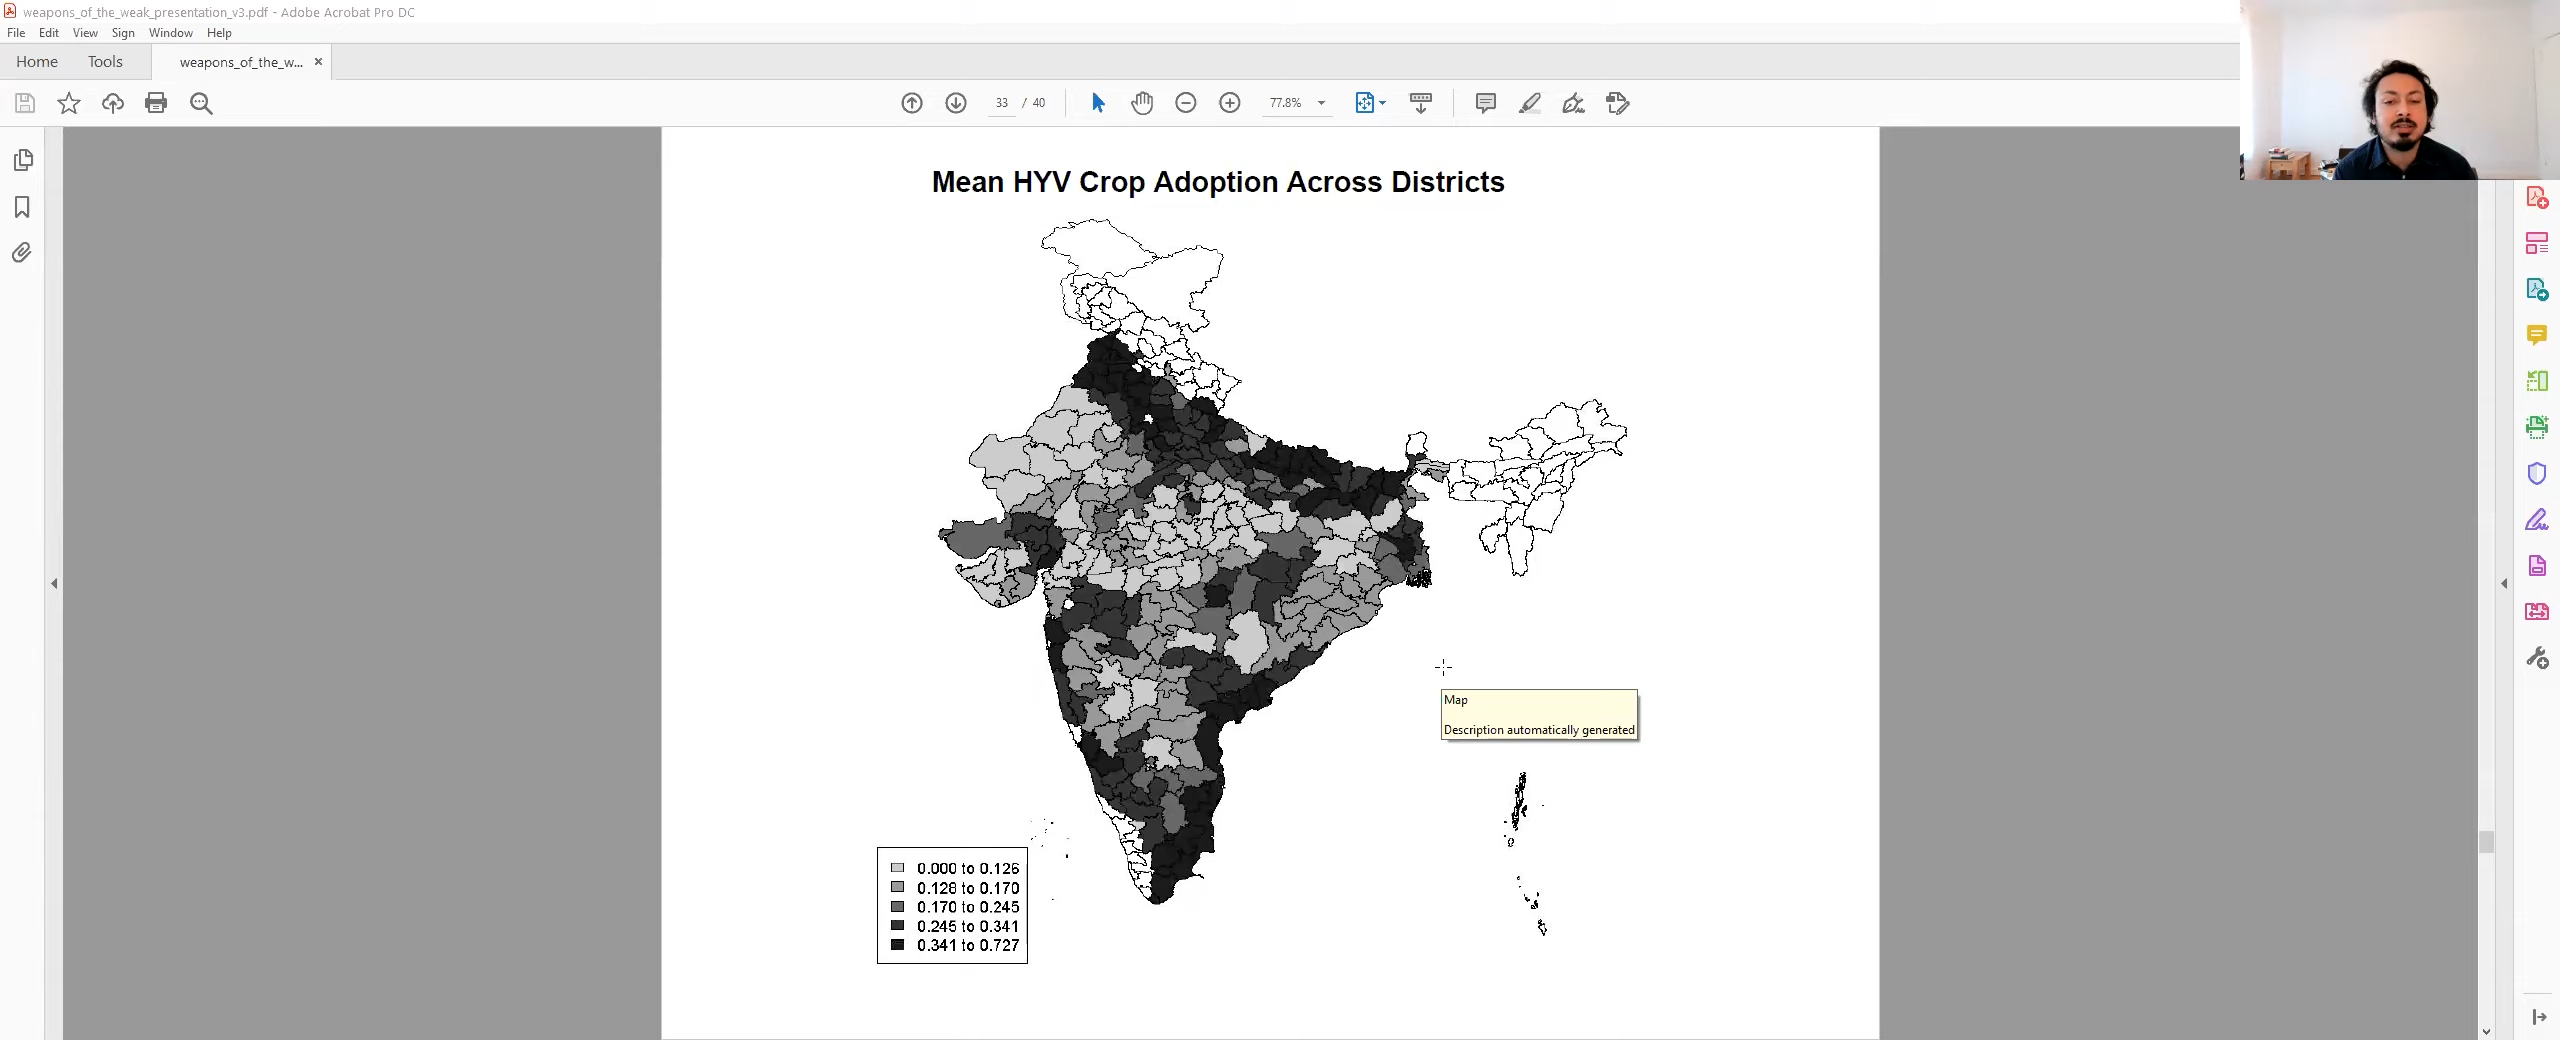 weapons_of_the_weak_presentation_v3.pdf - Adobe Acrobat Pro DC
File Edit View Sign Window Help
Home Tools weapons_of_the_w... ×
33 / 40 77.8%
Mean HYV Crop Adoption Across Districts
Map
Description automatically generated
0.000 to 0.126
0.128 to 0.170
0.170 to 0.245
0.245 to 0.341
0.341 to 0.727